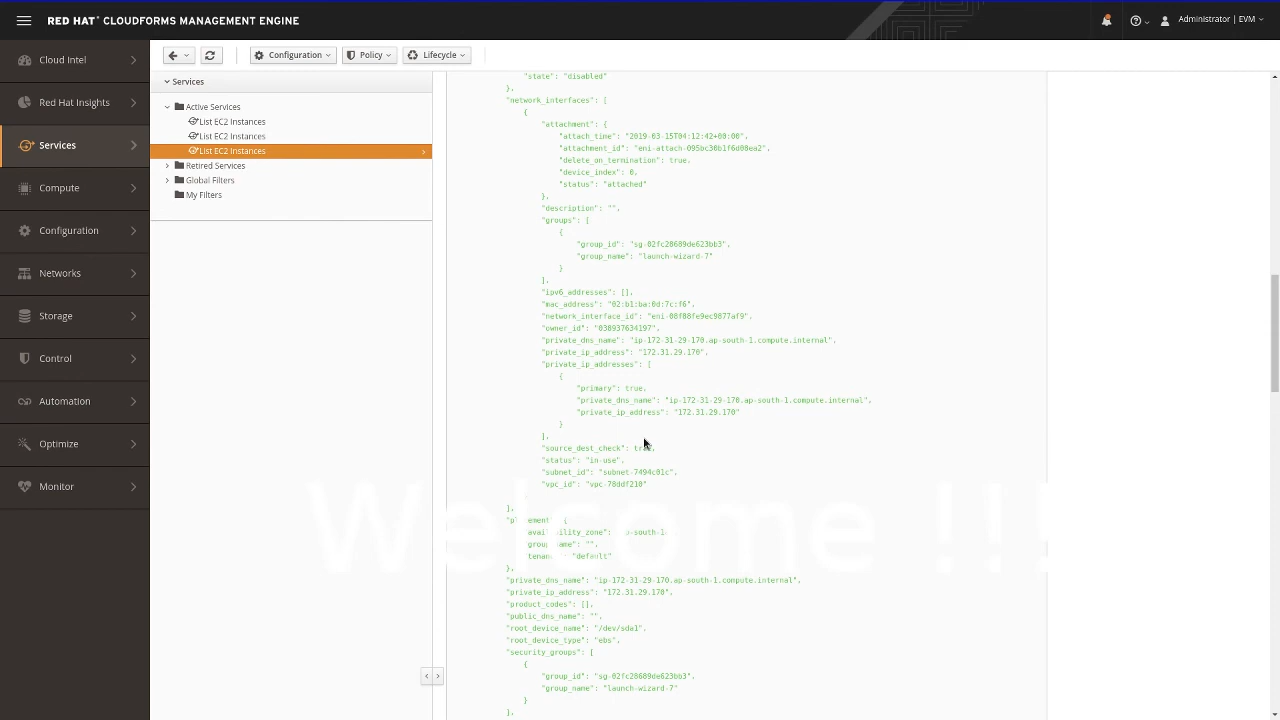 RED HAT® CLOUDFORMS MANAGEMENT ENGINE
Administrator | EVM
Configuration
Policy
Lifecycle
Cloud Intel
Red Hat Insights
Services
Compute
Configuration
Networks
Storage
Control
Automation
Optimize
Monitor
Services
Active Services
List EC2 Instances
List EC2 Instances
List EC2 Instances
Retired Services
Global Filters
My Filters
"state": "disabled"
},
"network_interfaces": [
{
"attachment": {
"attach_time": "2019-03-15T04:12:42+00:00",
"attachment_id": "eni-attach-095bc30b1f6d08ea2",
"delete_on_termination": true,
"device_index": 0,
"status": "attached"
},
"description": "",
"groups": [
{
"group_id": "sg-02fc28689de623bb3",
"group_name": "launch-wizard-7"
}
],
"ipv6_addresses": [],
"mac_address": "02:b1:ba:0d:7c:f6",
"network_interface_id": "eni-08f08fe9ec9877af9",
"owner_id": "038937634197",
"private_dns_name": "ip-172-31-29-170.ap-south-1.compute.internal",
"private_ip_address": "172.31.29.170",
"private_ip_addresses": [
{
"primary": true,
"private_dns_name": "ip-172-31-29-170.ap-south-1.compute.internal",
"private_ip_address": "172.31.29.170"
}
],
"source_dest_check":
"status": "in-use",
"subnet_id": "subnet-7494c01c",
"vpc_id": "vpc-78ddf210"
],
Welcome !!!
"default"
},
"private_dns_name": "ip-172-31-29-170.ap-south-1.compute.internal",
"private_ip_address": "172.31.29.170",
"product_codes": [],
"public_dns_name": "",
"root_device_name": "/dev/sda1",
"root_device_type": "ebs",
"security_groups": [
{
"group_id": "sg-02fc28689de623bb3",
"group_name": "launch-wizard-7"
}
],